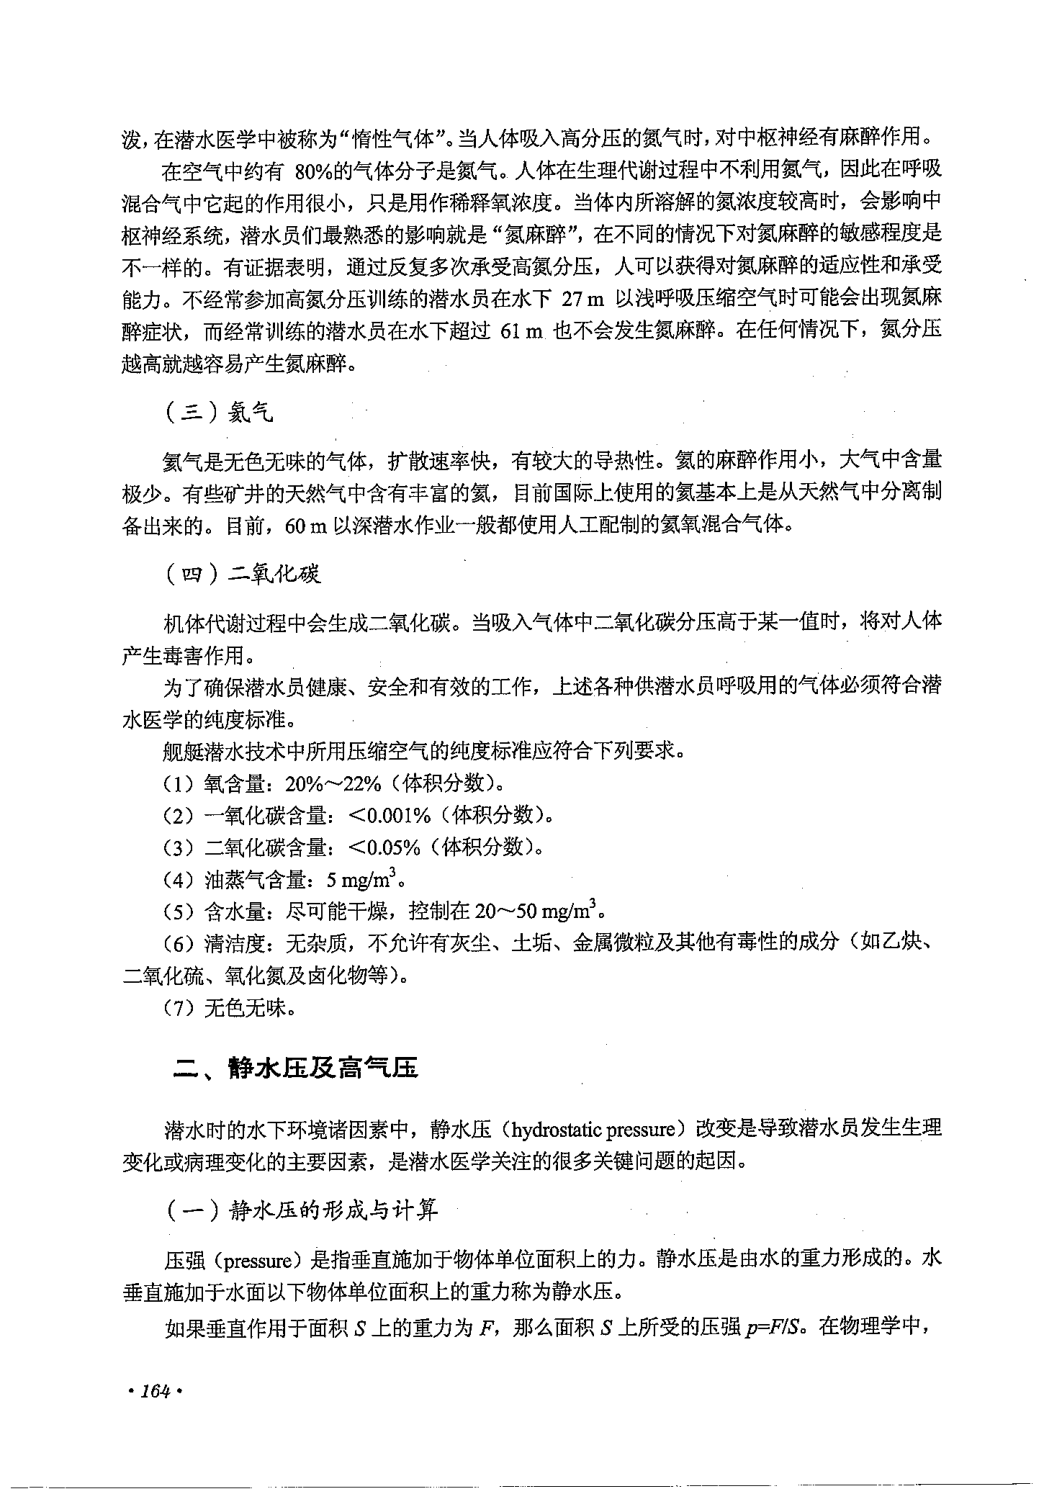 泼，在潜水医学中被称为“惰性气体”。当人体吸入高分压的氮气时，对中枢神经有麻醉作用。
在空气中约有 80%的气体分子是氮气。人体在生理代谢过程中不利用氮气，因此在呼吸
混合气中它起的作用很小，只是用作稀释氧浓度。当体内所溶解的氮浓度较高时，会影响中
枢神经系统，潜水员们最熟悉的影响就是“氮麻醉”，在不同的情况下对氮麻醉的敏感程度是
不一样的。有证据表明，通过反复多次承受高氮分压，人可以获得对氮麻醉的适应性和承受
能力。不经常参加高氮分压训练的潜水员在水下 27 m 以浅呼吸压缩空气时可能会出现氮麻
醉症状，而经常训练的潜水员在水下超过 61 m 也不会发生氮麻醉。在任何情况下，氮分压
越高就越容易产生氮麻醉。
（三）氦气
氦气是无色无味的气体，扩散速率快，有较大的导热性。氦的麻醉作用小，大气中含量
极少。有些矿井的天然气中含有丰富的氦，目前国际上使用的氦基本上是从天然气中分离制
备出来的。目前，60 m 以深潜水作业一般都使用人工配制的氦氧混合气体。
（四）二氧化碳
机体代谢过程中会生成二氧化碳。当吸入气体中二氧化碳分压高于某一值时，将对人体
产生毒害作用。
为了确保潜水员健康、安全和有效的工作，上述各种供潜水员呼吸用的气体必须符合潜
水医学的纯度标准。
舰艇潜水技术中所用压缩空气的纯度标准应符合下列要求。
（1）氧含量：20%～22%（体积分数）。
（2）一氧化碳含量：＜0.001%（体积分数）。
（3）二氧化碳含量：＜0.05%（体积分数）。
（4）油蒸气含量：5 mg/m³。
（5）含水量：尽可能干燥，控制在 20～50 mg/m³。
（6）清洁度：无杂质，不允许有灰尘、土垢、金属微粒及其他有毒性的成分（如乙炔、
二氧化硫、氧化氮及卤化物等）。
（7）无色无味。
二、静水压及高气压
潜水时的水下环境诸因素中，静水压（hydrostatic pressure）改变是导致潜水员发生生理
变化或病理变化的主要因素，是潜水医学关注的很多关键问题的起因。
（一）静水压的形成与计算
压强（pressure）是指垂直施加于物体单位面积上的力。静水压是由水的重力形成的。水
垂直施加于水面以下物体单位面积上的重力称为静水压。
如果垂直作用于面积 S 上的重力为 F，那么面积 S 上所受的压强 p=F/S。在物理学中，
·164·